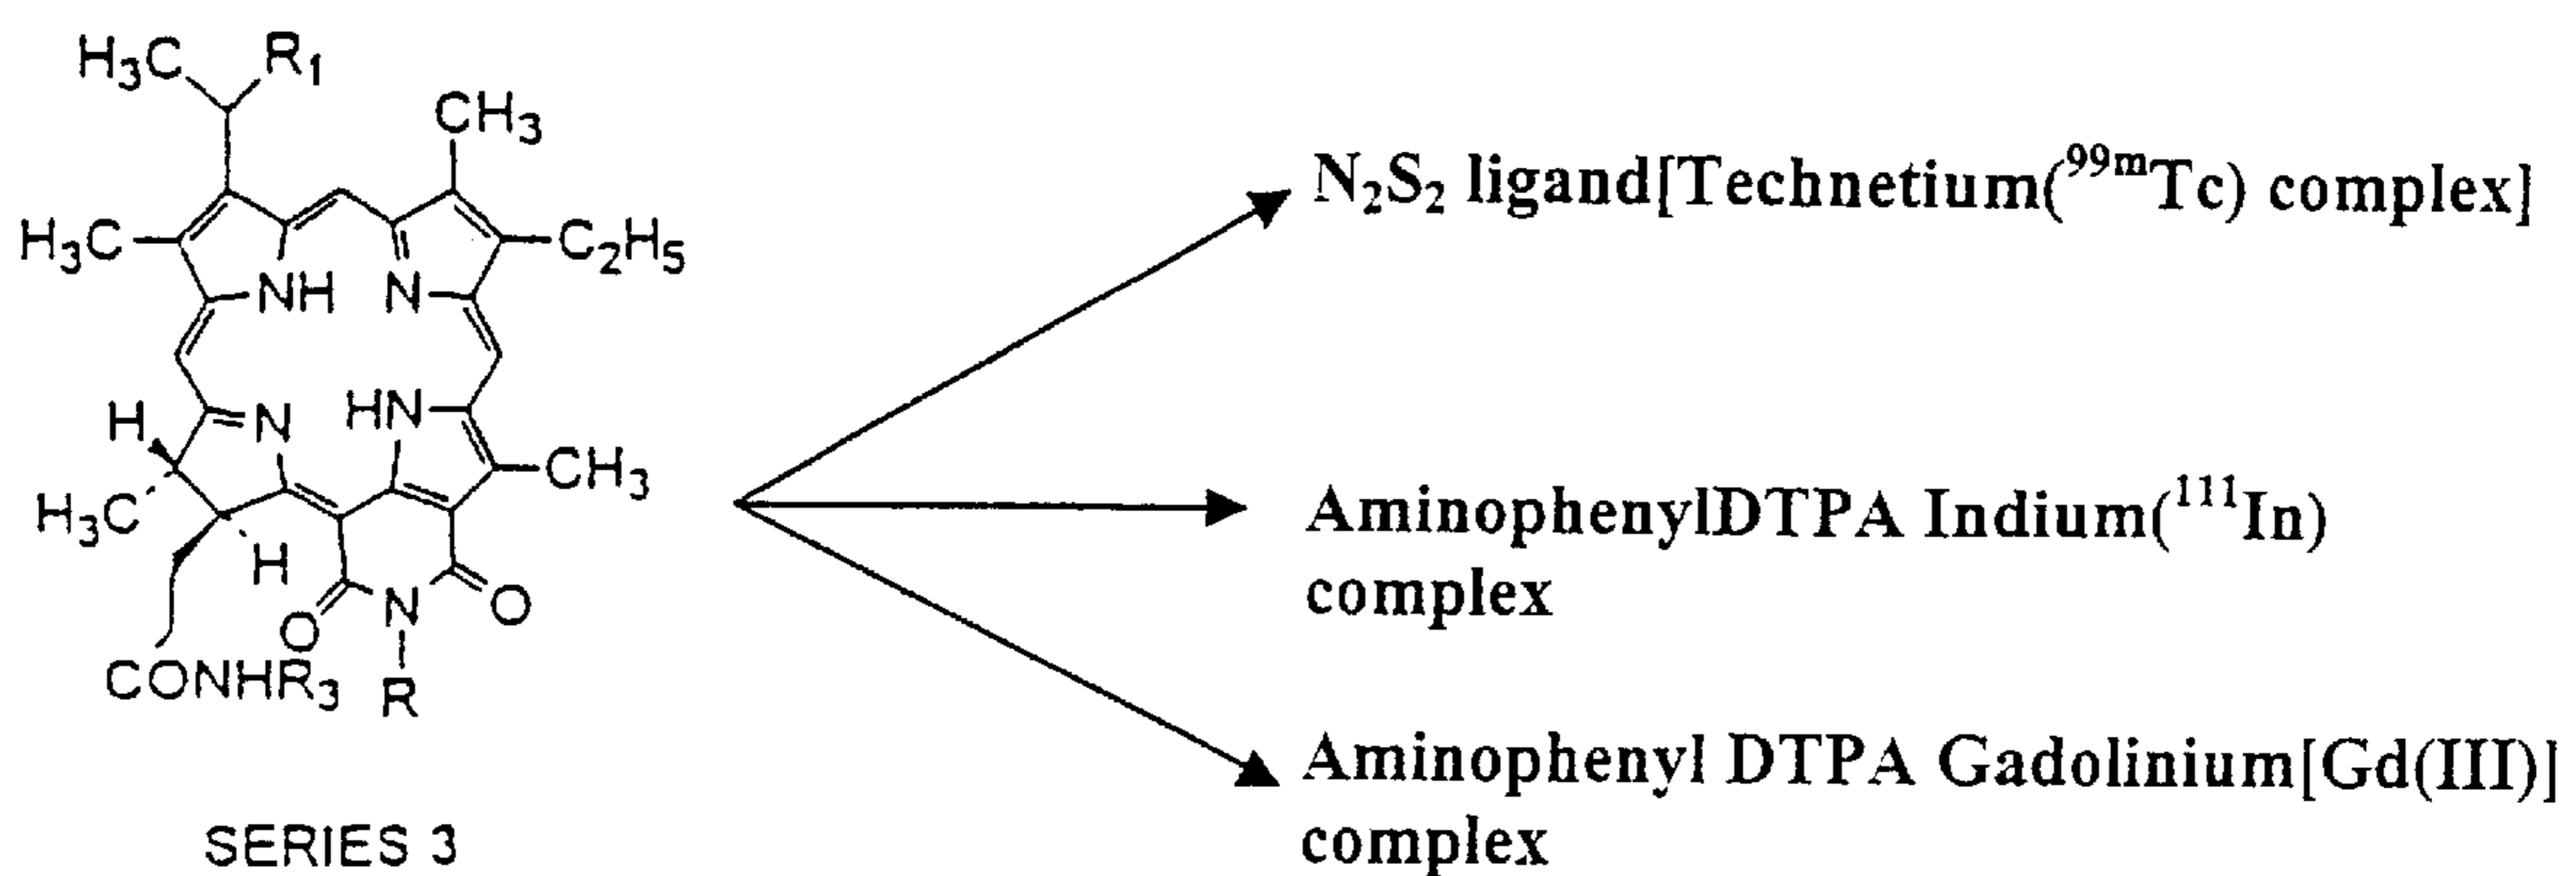 H₃C R₁
CH₃
H₃C C₂H₅
NH N
H N HN
CH₃
H₃C
H
O N O
CONHR₃ R
SERIES 3
N₂S₂ ligand[Technetium(⁹⁹ᵐTc) complex]
AminophenylDTPA Indium(¹¹¹In)
complex
Aminophenyl DTPA Gadolinium[Gd(III)]
complex